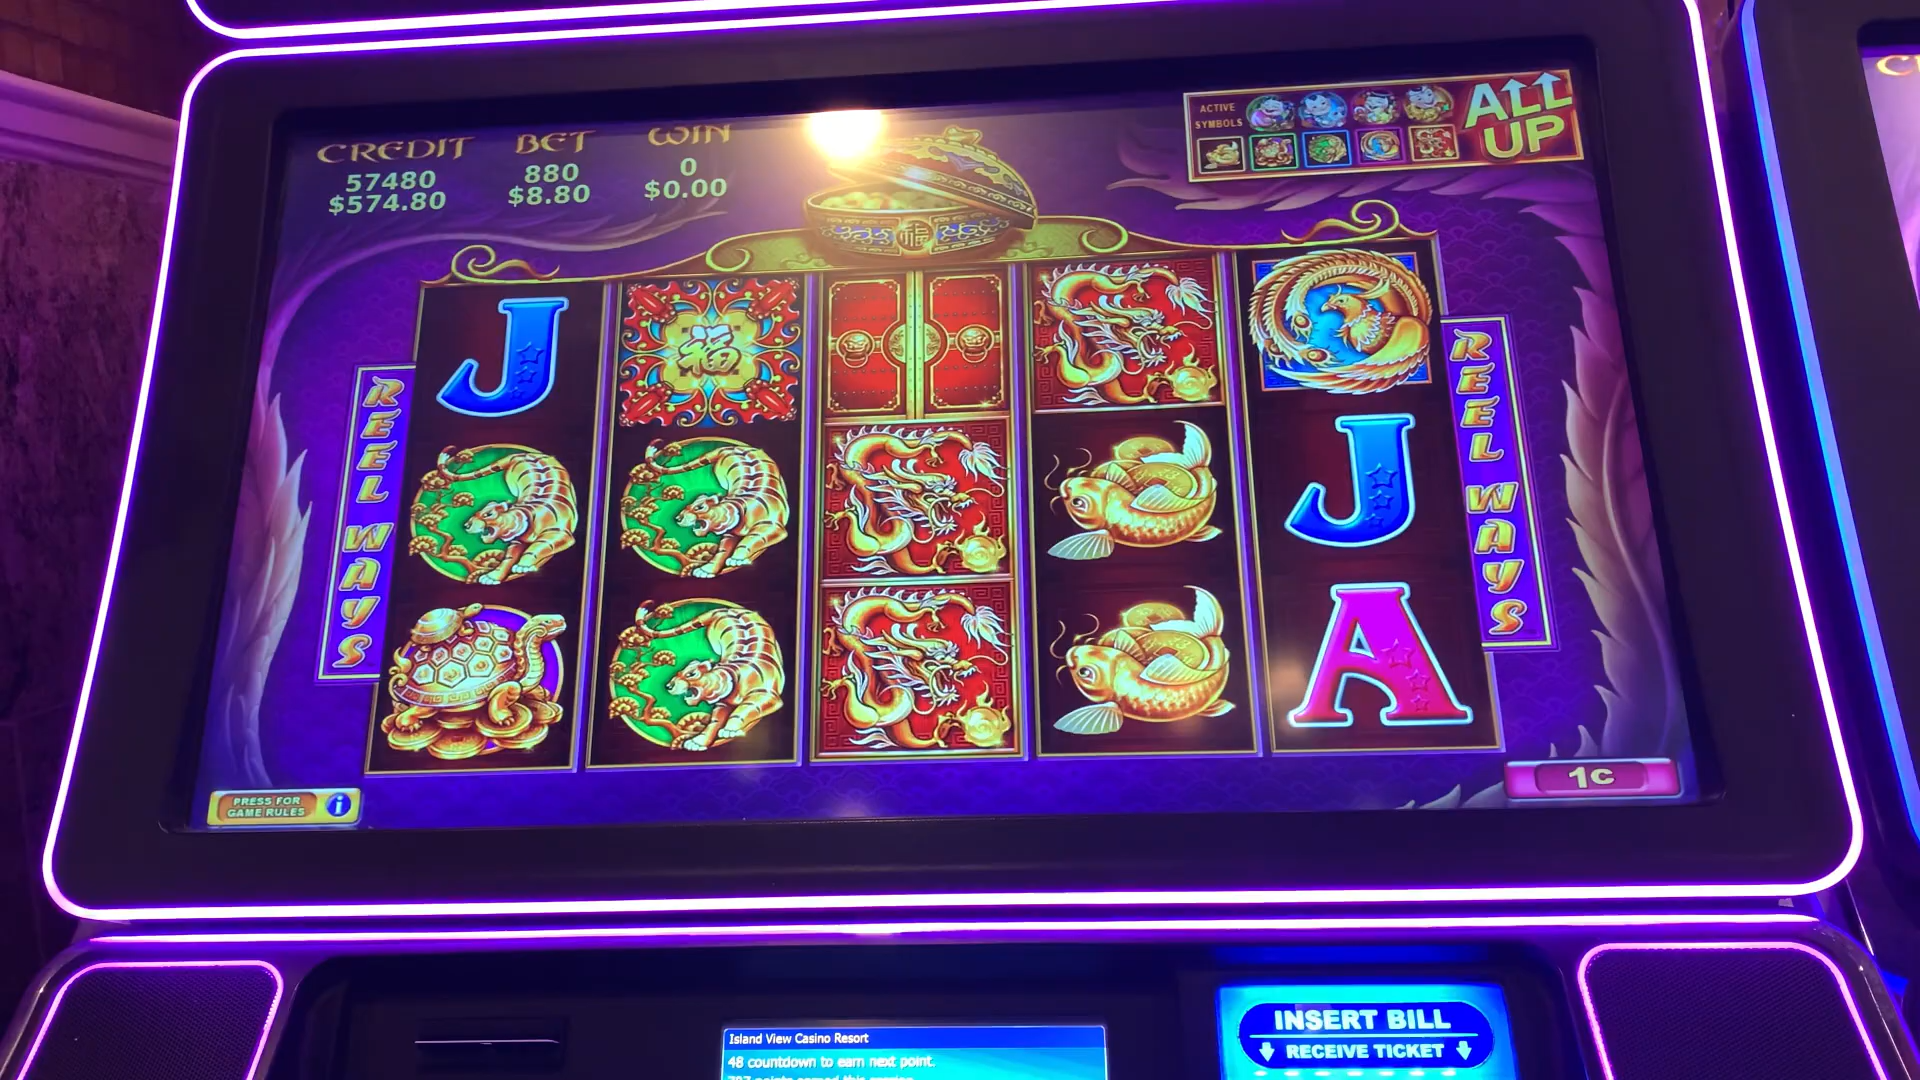 CREDIT BET WIN
57480 880 0
$574.80 $8.80 $0.00
ACTIVE
SYMBOLS
ALL
UP
福
J
福
REEL WAYS
REEL WAYS
J
A
PRESS FOR
GAME RULES i
1c
Island View Casino Resort
48 countdown to earn next point.
INSERT BILL
RECEIVE TICKET